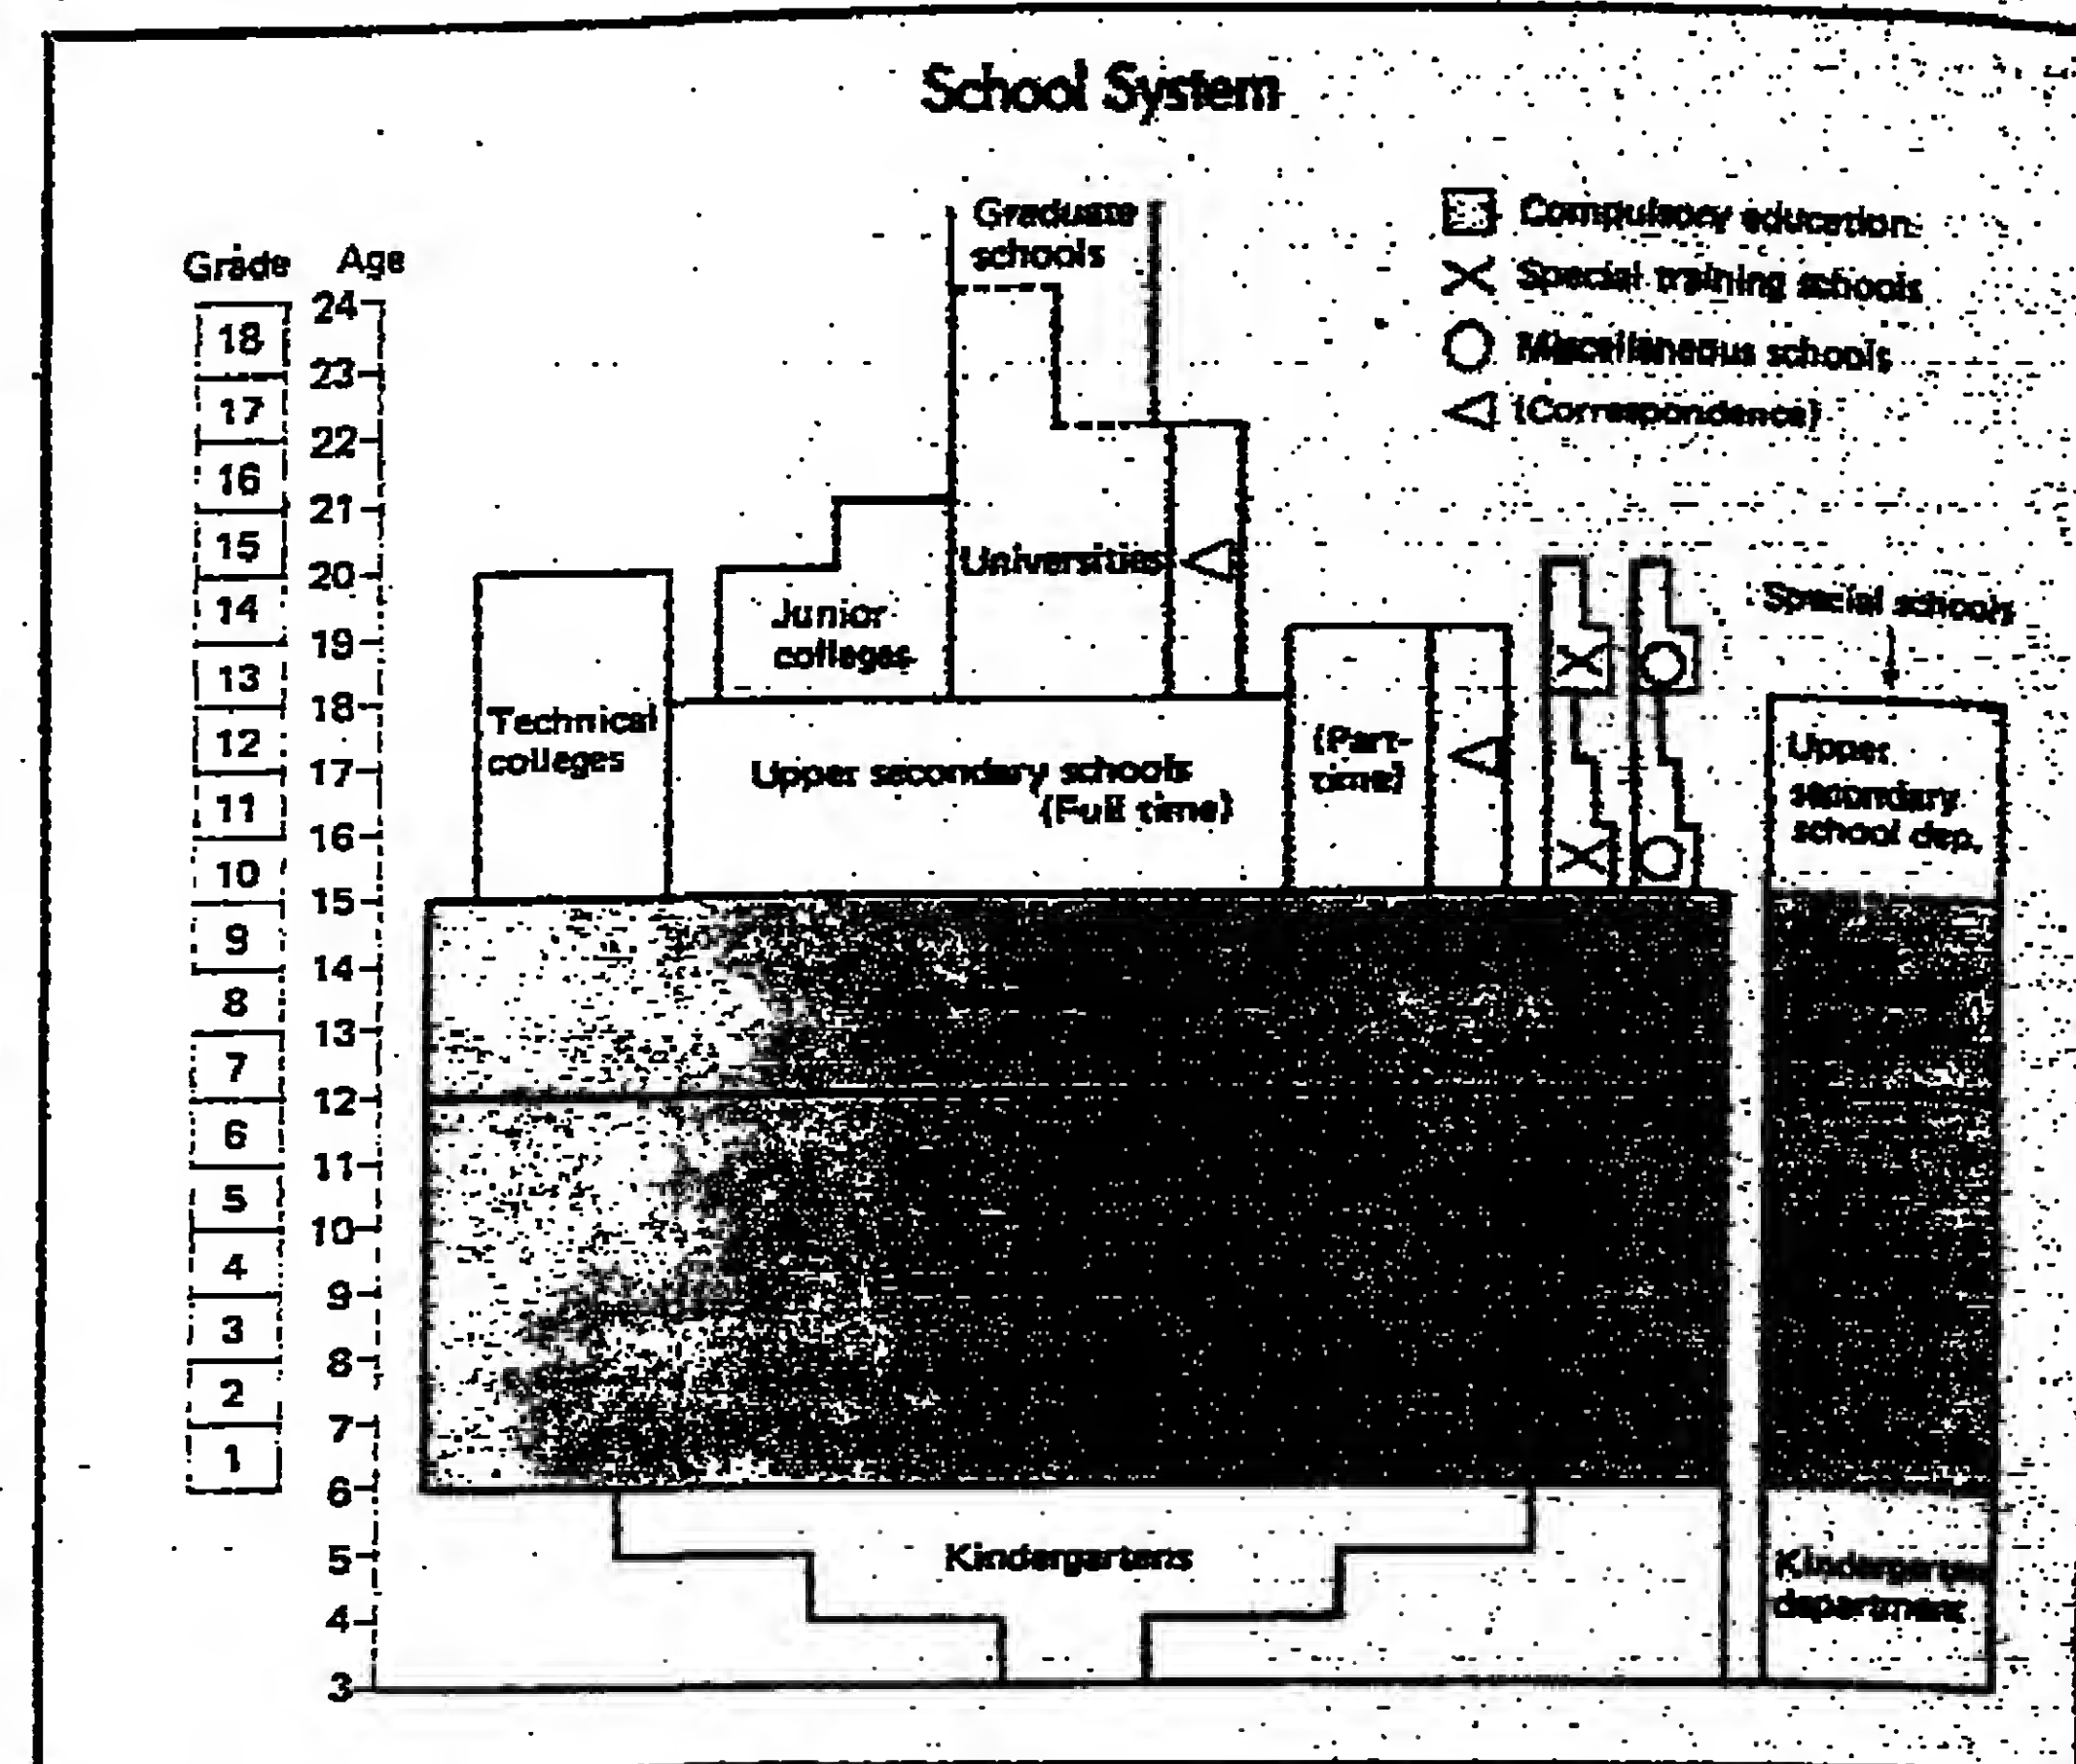 School System
Graduate
schools
Compulsory education
Special training schools
Miscellaneous schools
(Correspondence)
Grade Age
24
18
23
17
22
16
21
15
20
14
19
13
18
12
17
11
16
10
15
9
14
8
13
7
12
6
11
5
10
4
9
3
8
2
7
1
6
5
4
3
Universities
Junior
colleges
Special schools
Technical
colleges
Upper secondary schools
(Full time)
(Part-
time)
Upper
secondary
school dep.
Kindergartens
Kindergarten
department